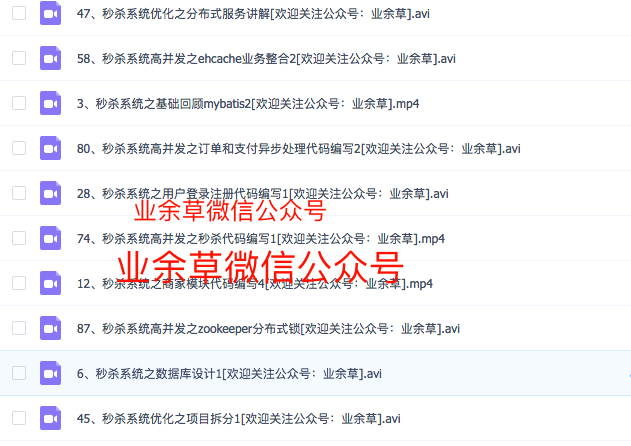 47、秒杀系统优化之分布式服务讲解[欢迎关注公众号：业余草].avi
58、秒杀系统高并发之ehcache业务整合2[欢迎关注公众号：业余草].avi
3、秒杀系统之基础回顾mybatis2[欢迎关注公众号：业余草].mp4
80、秒杀系统高并发之订单和支付异步处理代码编写2[欢迎关注公众号：业余草].avi
28、秒杀系统之用户登录注册代码编写1[欢迎关注公众号：业余草].avi
业余草微信公众号
74、秒杀系统高并发之秒杀代码编写1[欢迎关注公众号：业余草].mp4
业余草微信公众号
12、秒杀系统之商家模块代码编写4[欢迎关注公众号：业余草].mp4
87、秒杀系统高并发之zookeeper分布式锁[欢迎关注公众号：业余草].avi
6、秒杀系统之数据库设计1[欢迎关注公众号：业余草].avi
45、秒杀系统优化之项目拆分1[欢迎关注公众号：业余草].avi